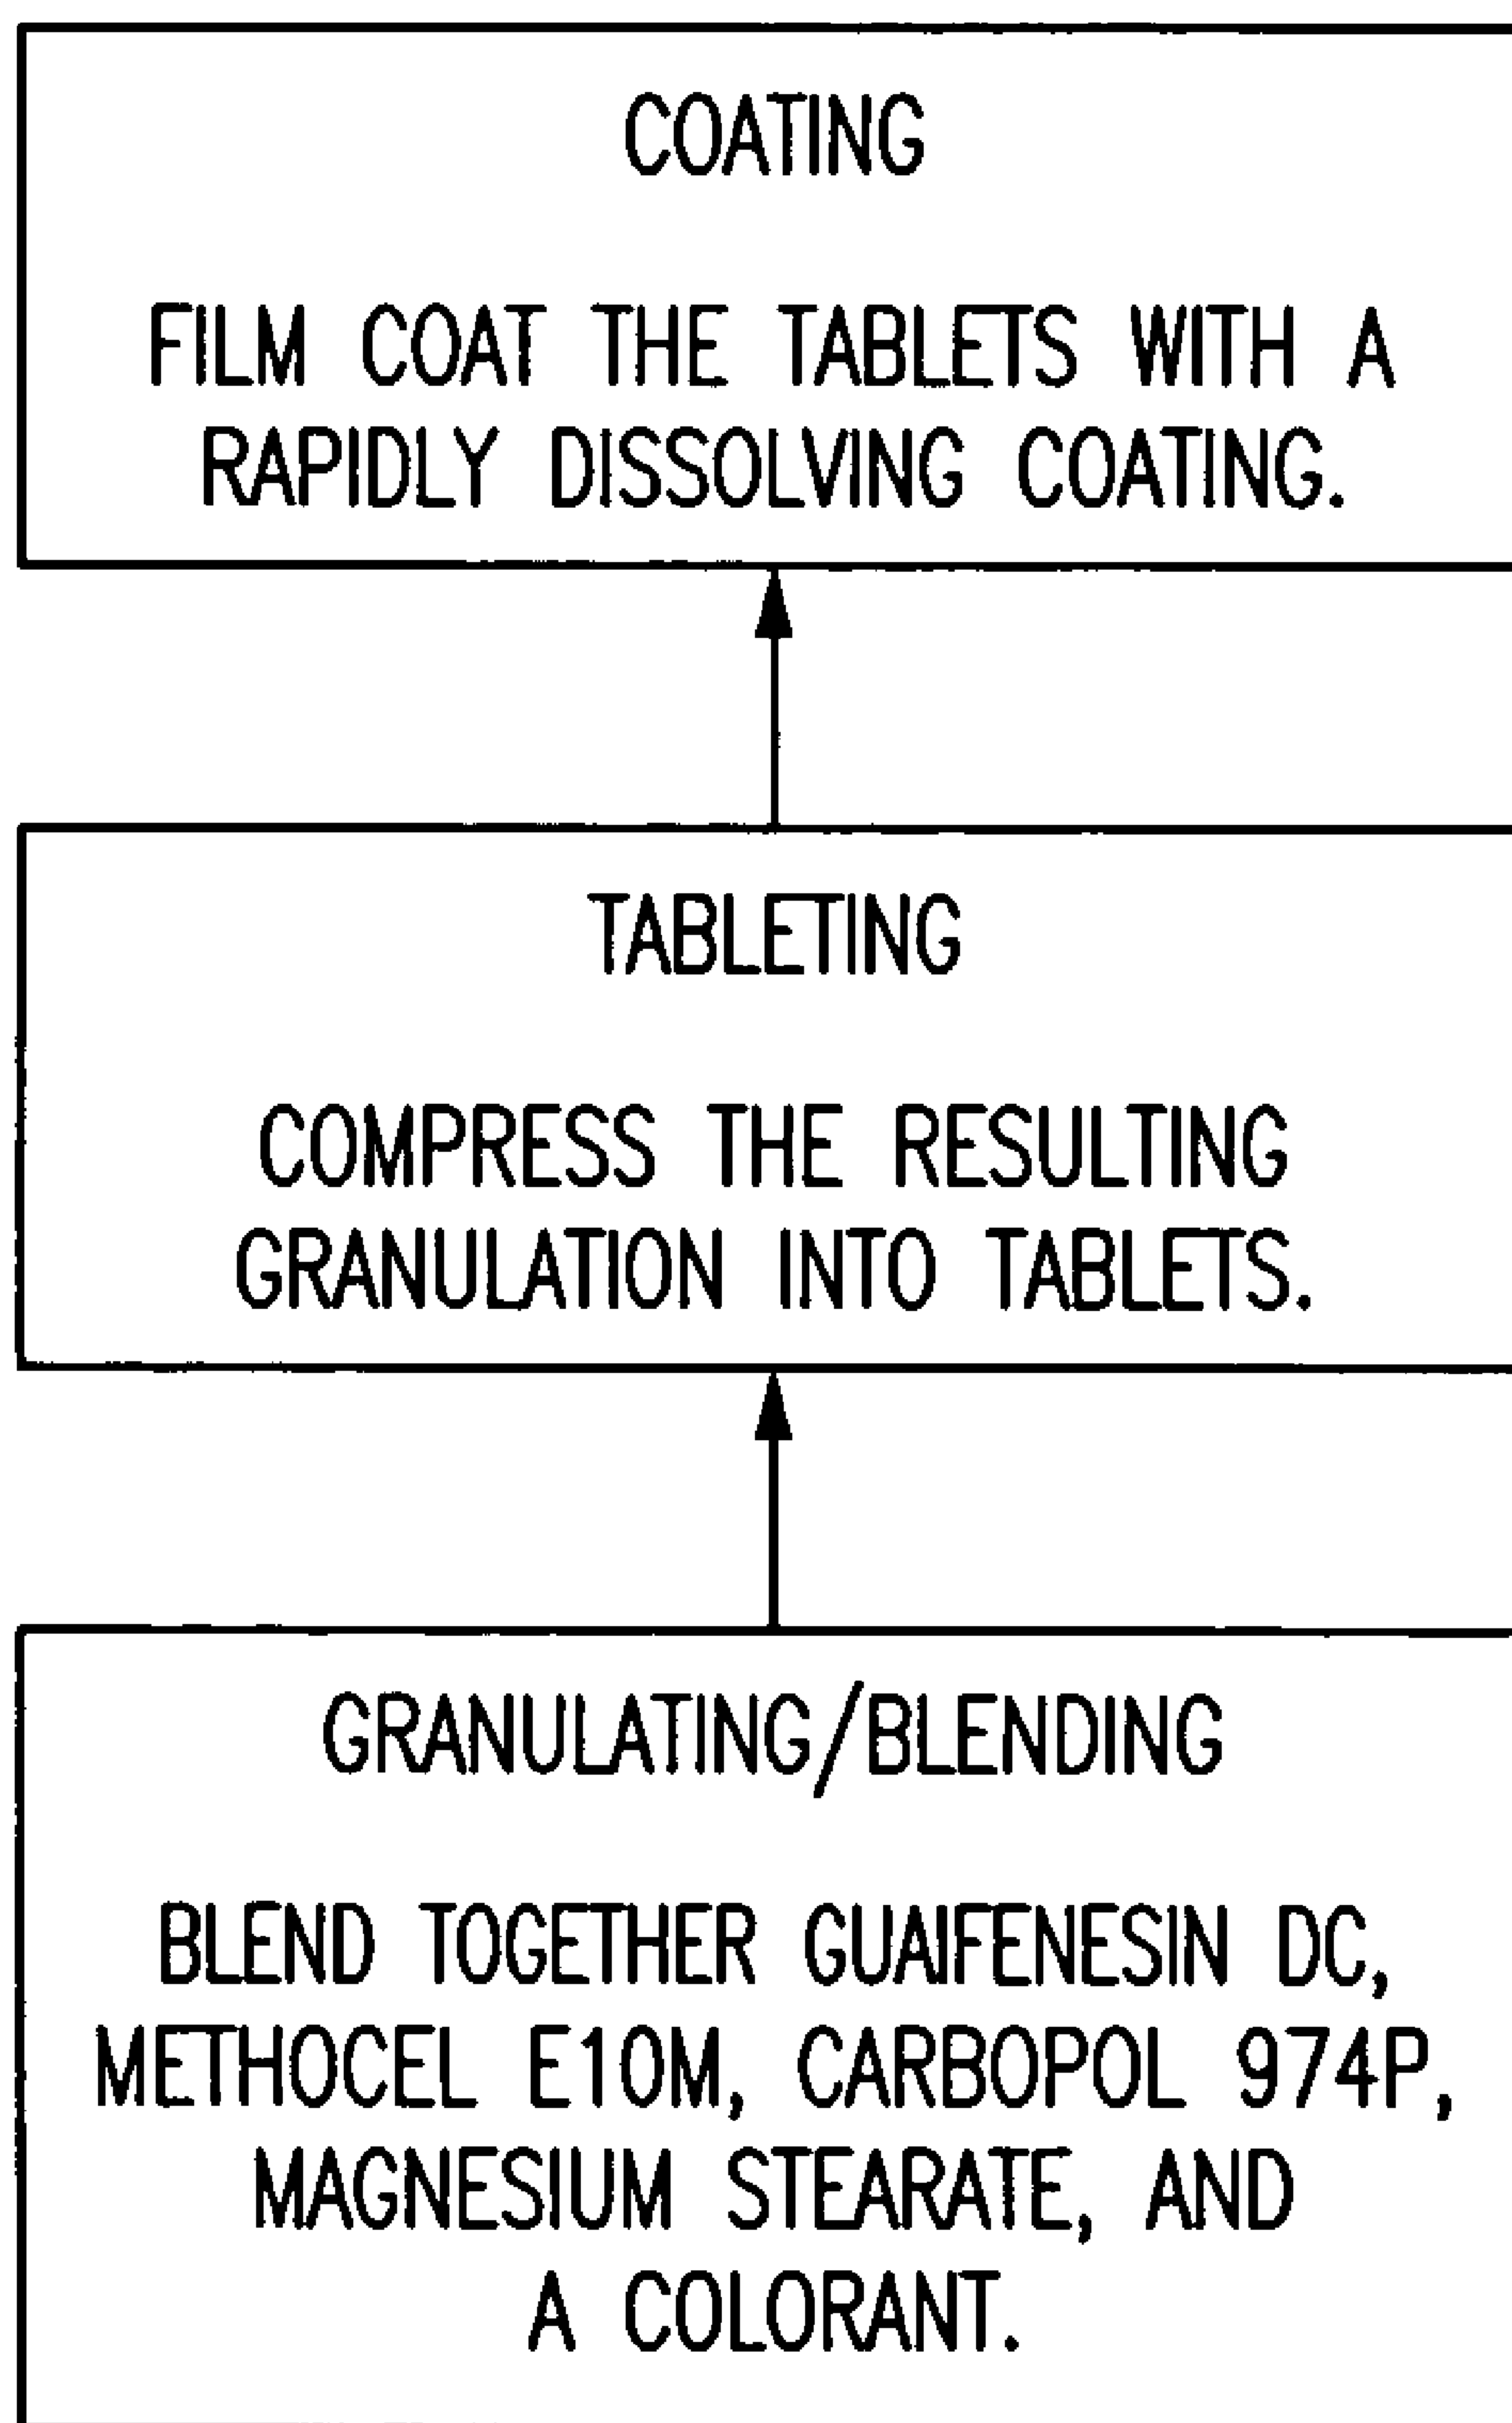 COATING
FILM COAT THE TABLETS WITH A
RAPIDLY DISSOLVING COATING.
TABLETING
COMPRESS THE RESULTING
GRANULATION INTO TABLETS.
GRANULATING/BLENDING
BLEND TOGETHER GUAIFENESIN DC,
METHOCEL E10M, CARBOPOL 974P,
MAGNESIUM STEARATE, AND
A COLORANT.